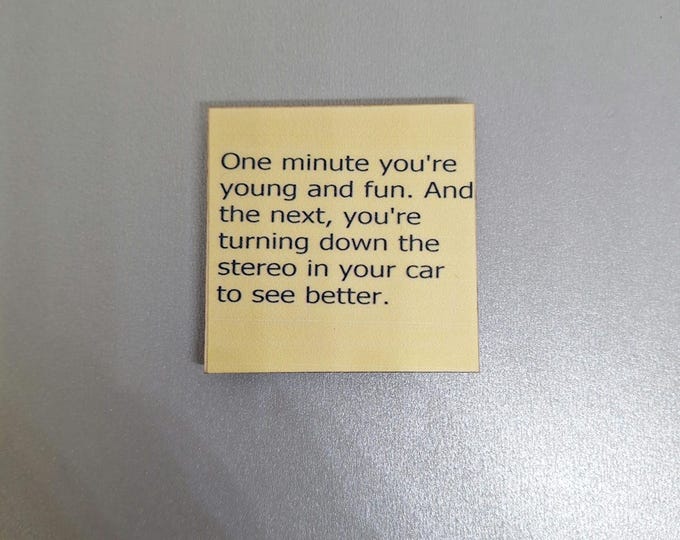 One minute you're
young and fun. And
the next, you're
turning down the
stereo in your car
to see better.